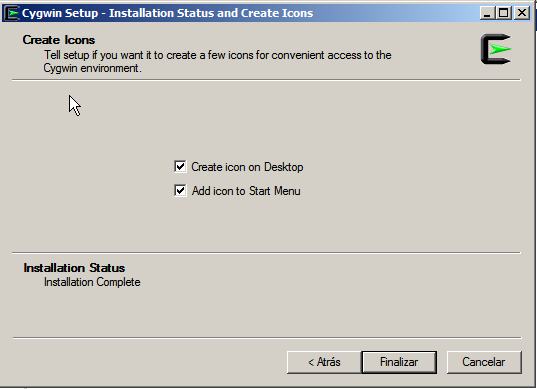 Cygwin Setup - Installation Status and Create Icons
Create Icons
Tell setup if you want it to create a few icons for convenient access to the
Cygwin environment.
Create icon on Desktop
Add icon to Start Menu
Installation Status
Installation Complete
< Atrás
Finalizar
Cancelar